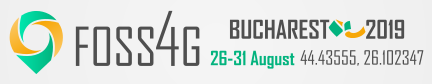 FOSS4G
BUCHAREST 2019
26-31 August 44.43555, 26.102347